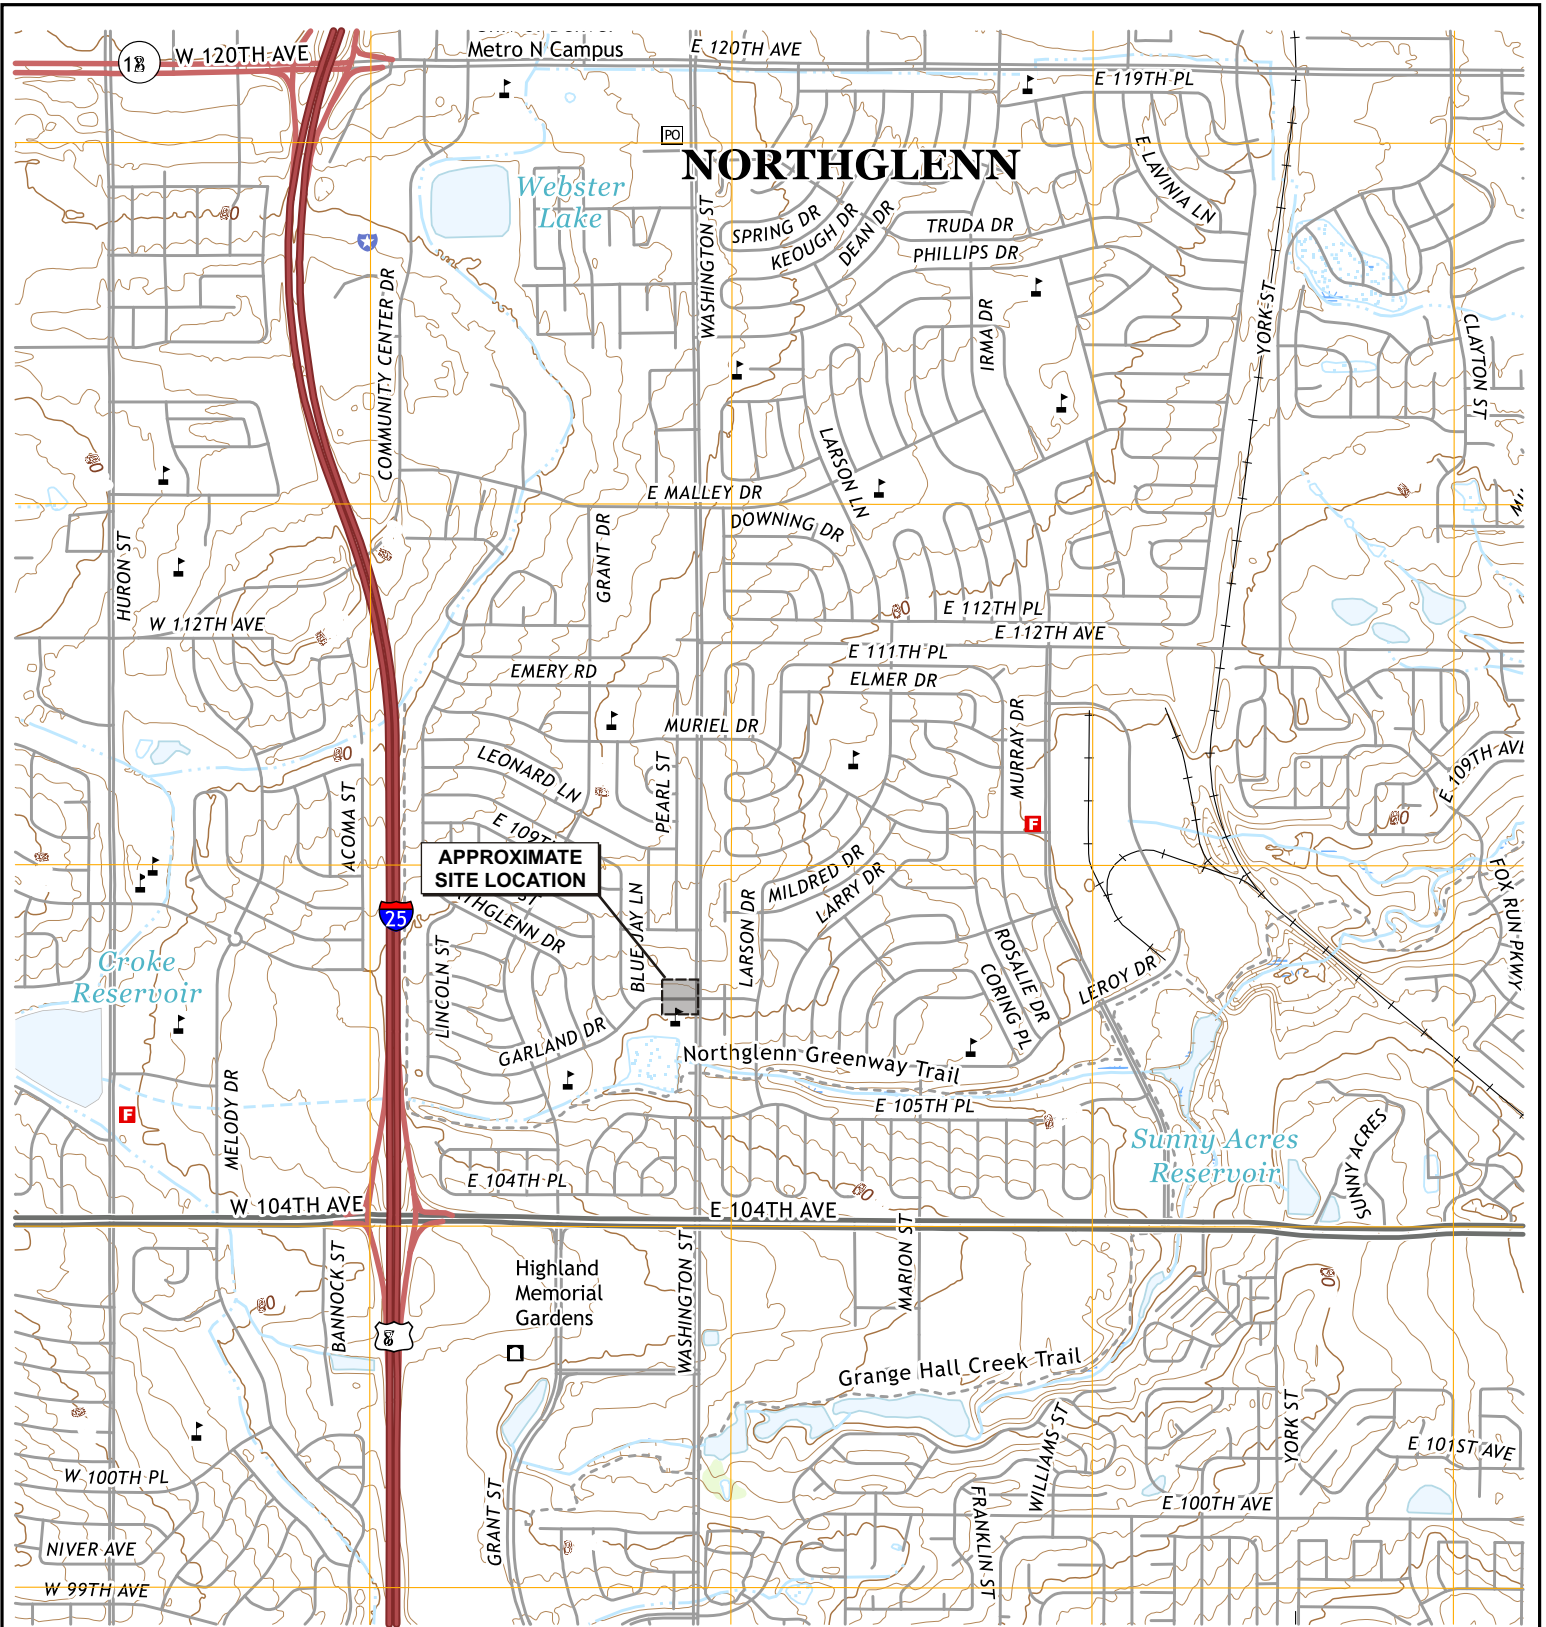 Metro N Campus
W 120TH AVE
E 120TH AVE
E 119TH PL
PO
NORTHGLENN
E LAVINIA LN
Webster
Lake
WASHINGTON ST
SPRING DR
KEOUGH DR
DEAN DR
TRUDA DR
PHILLIPS DR
COMMUNITY CENTER DR
IRMA DR
YORK ST
CLAYTON ST
LARSON LN
E MALLEY DR
DOWNING DR
HURON ST
GRANT DR
W 112TH AVE
E 112TH PL
E 112TH AVE
E 111TH PL
EMERY RD
ELMER DR
MURIEL DR
MURRAY DR
LEONARD LN
PEARL ST
E 109TH AVE
ACOMA ST
E 109TH
F
APPROXIMATE
SITE LOCATION
MILDRED DR
LARRY DR
FOX RUN PKWY
THGLENN DR
ST
25
BLUE JAY LN
LARSON DR
LINCOLN ST
ROSALIE DR
CORING PL
LEROY DR
Croke
Reservoir
GARLAND DR
Northglenn Greenway Trail
F
MELODY DR
E 105TH PL
Sunny Acres
Reservoir
SUNNY ACRES
E 104TH PL
W 104TH AVE
E 104TH AVE
BANNOCK ST
Highland
Memorial
Gardens
WASHINGTON ST
MARION ST
Grange Hall Creek Trail
WILLIAMS ST
YORK ST
E 101ST AVE
W 100TH PL
GRANT ST
FRANKLIN ST
E 100TH AVE
NIVER AVE
W 99TH AVE